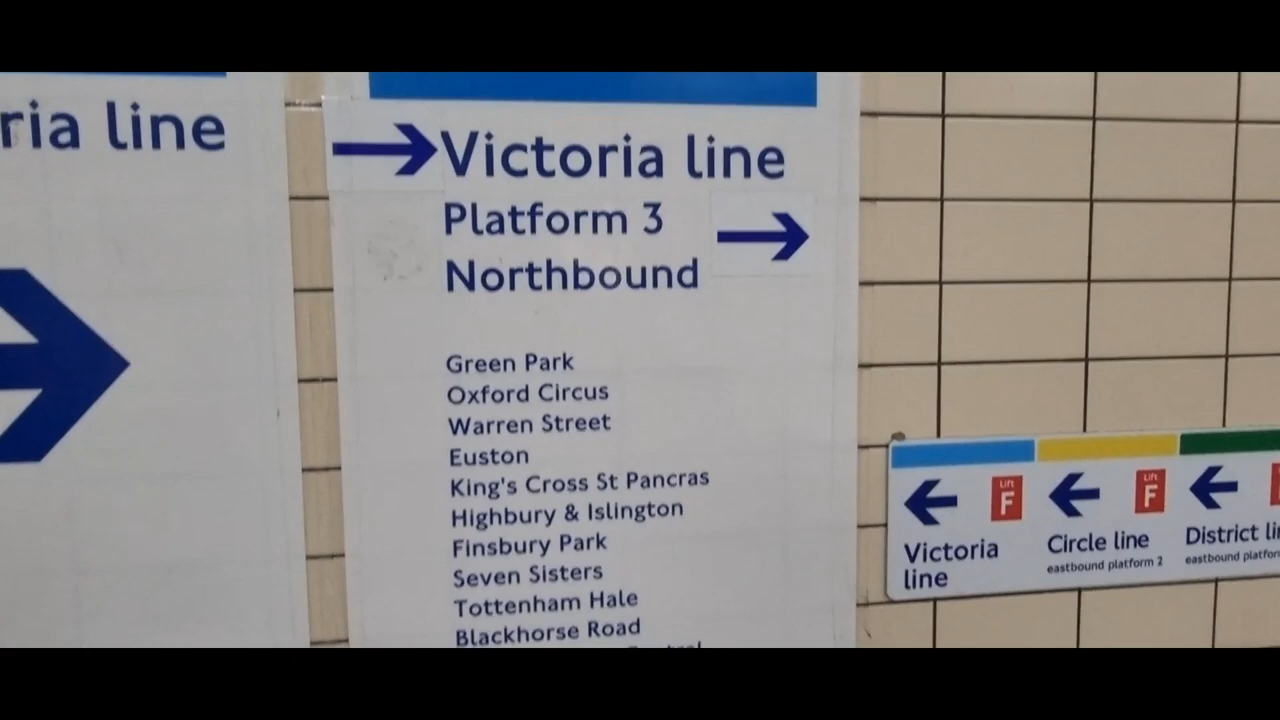 ria line
Victoria line
Platform 3
Northbound
Green Park
Oxford Circus
Warren Street
Euston
King's Cross St Pancras
Highbury & Islington
Finsbury Park
Seven Sisters
Tottenham Hale
Blackhorse Road
Lift
F
Victoria
line
Lift
F
Circle line
eastbound platform 2
District li
eastbound platfor